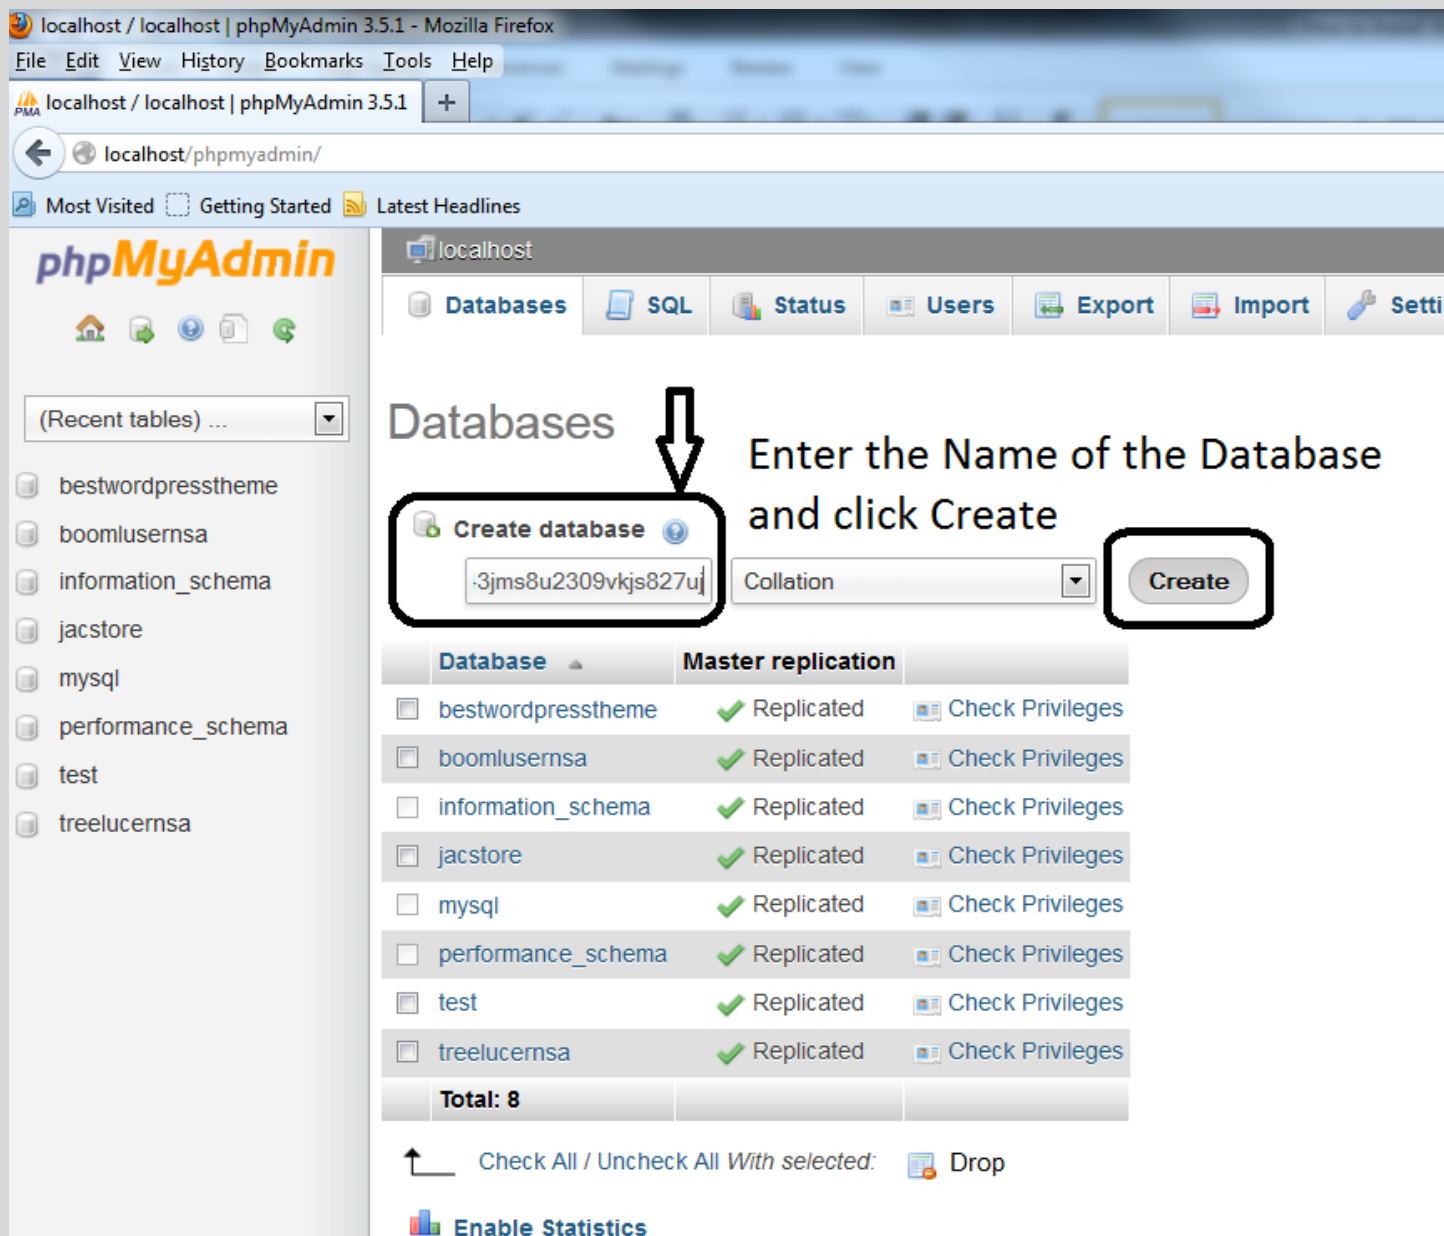 localhost / localhost | phpMyAdmin 3.5.1 - Mozilla Firefox
File Edit View History Bookmarks Tools Help
PMA localhost / localhost | phpMyAdmin 3.5.1 +
localhost/phpmyadmin/
Most Visited Getting Started Latest Headlines
phpMyAdmin
(Recent tables) ...
bestwordpresstheme
boomlusernsa
information_schema
jacstore
mysql
performance_schema
test
treelucernsa
localhost
Databases SQL Status Users Export Import Setti
Databases
Enter the Name of the Database
and click Create
Create database
3jms8u2309vkjs827uj Collation Create
Database Master replication
bestwordpresstheme Replicated Check Privileges
boomlusernsa Replicated Check Privileges
information_schema Replicated Check Privileges
jacstore Replicated Check Privileges
mysql Replicated Check Privileges
performance_schema Replicated Check Privileges
test Replicated Check Privileges
treelucernsa Replicated Check Privileges
Total: 8
Check All / Uncheck All With selected: Drop
Enable Statistics